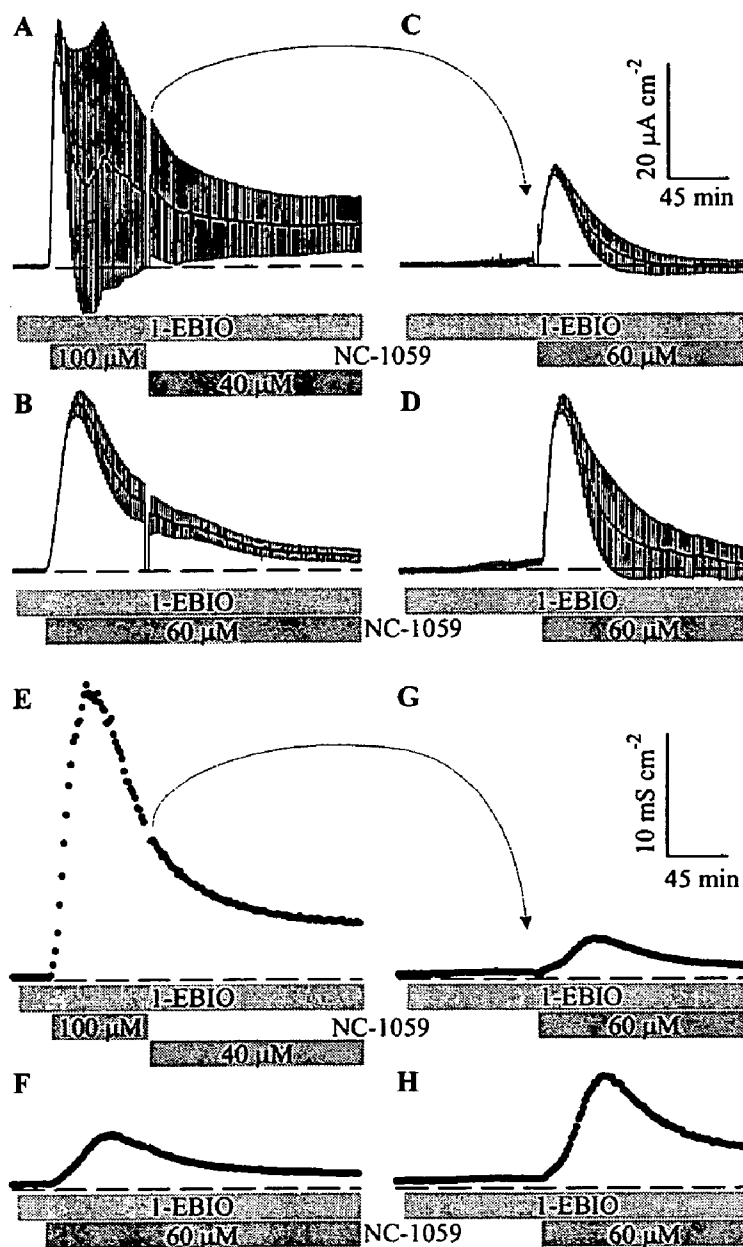 A
C
20 µA cm⁻²
45 min
1-EBIO
1-EBIO
100 µM
NC-1059
60 µM
40 µM
B
D
1-EBIO
1-EBIO
60 µM
NC-1059
60 µM
E
G
10 mS cm⁻²
45 min
1-EBIO
1-EBIO
100 µM
NC-1059
60 µM
40 µM
F
H
1-EBIO
1-EBIO
60 µM
NC-1059
60 µM